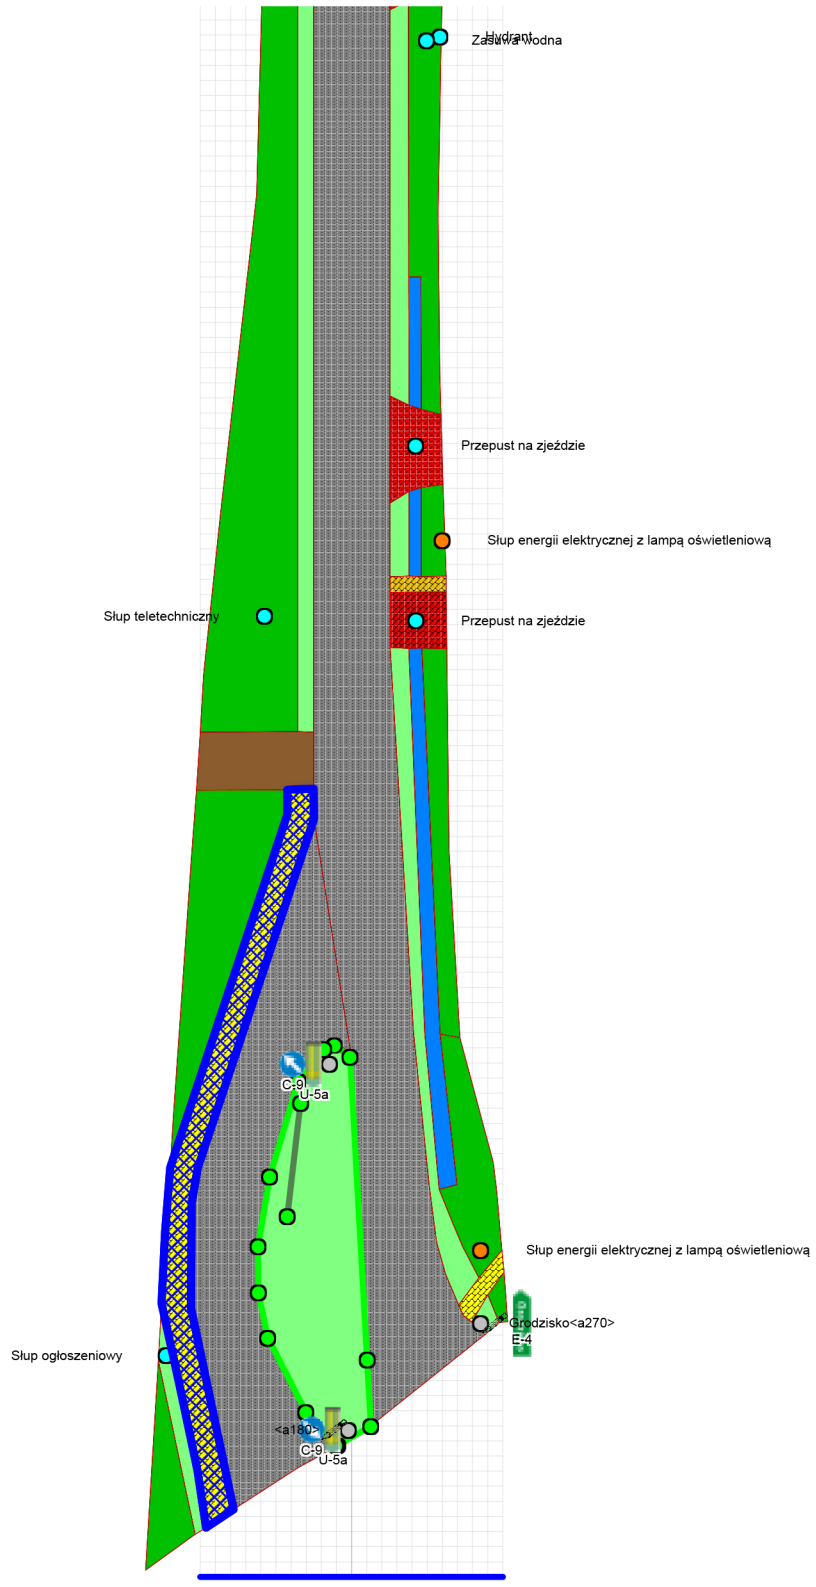 Hydrant
Zasuwa wodna
Przepust na zjeździe
Słup energii elektrycznej z lampą oświetleniową
Słup teletechniczny
Przepust na zjeździe
C-9
U-5a
Słup energii elektrycznej z lampą oświetleniową
Grodzisko<a270>
E-4
Słup ogłoszeniowy
<a180>
C-9
U-5a